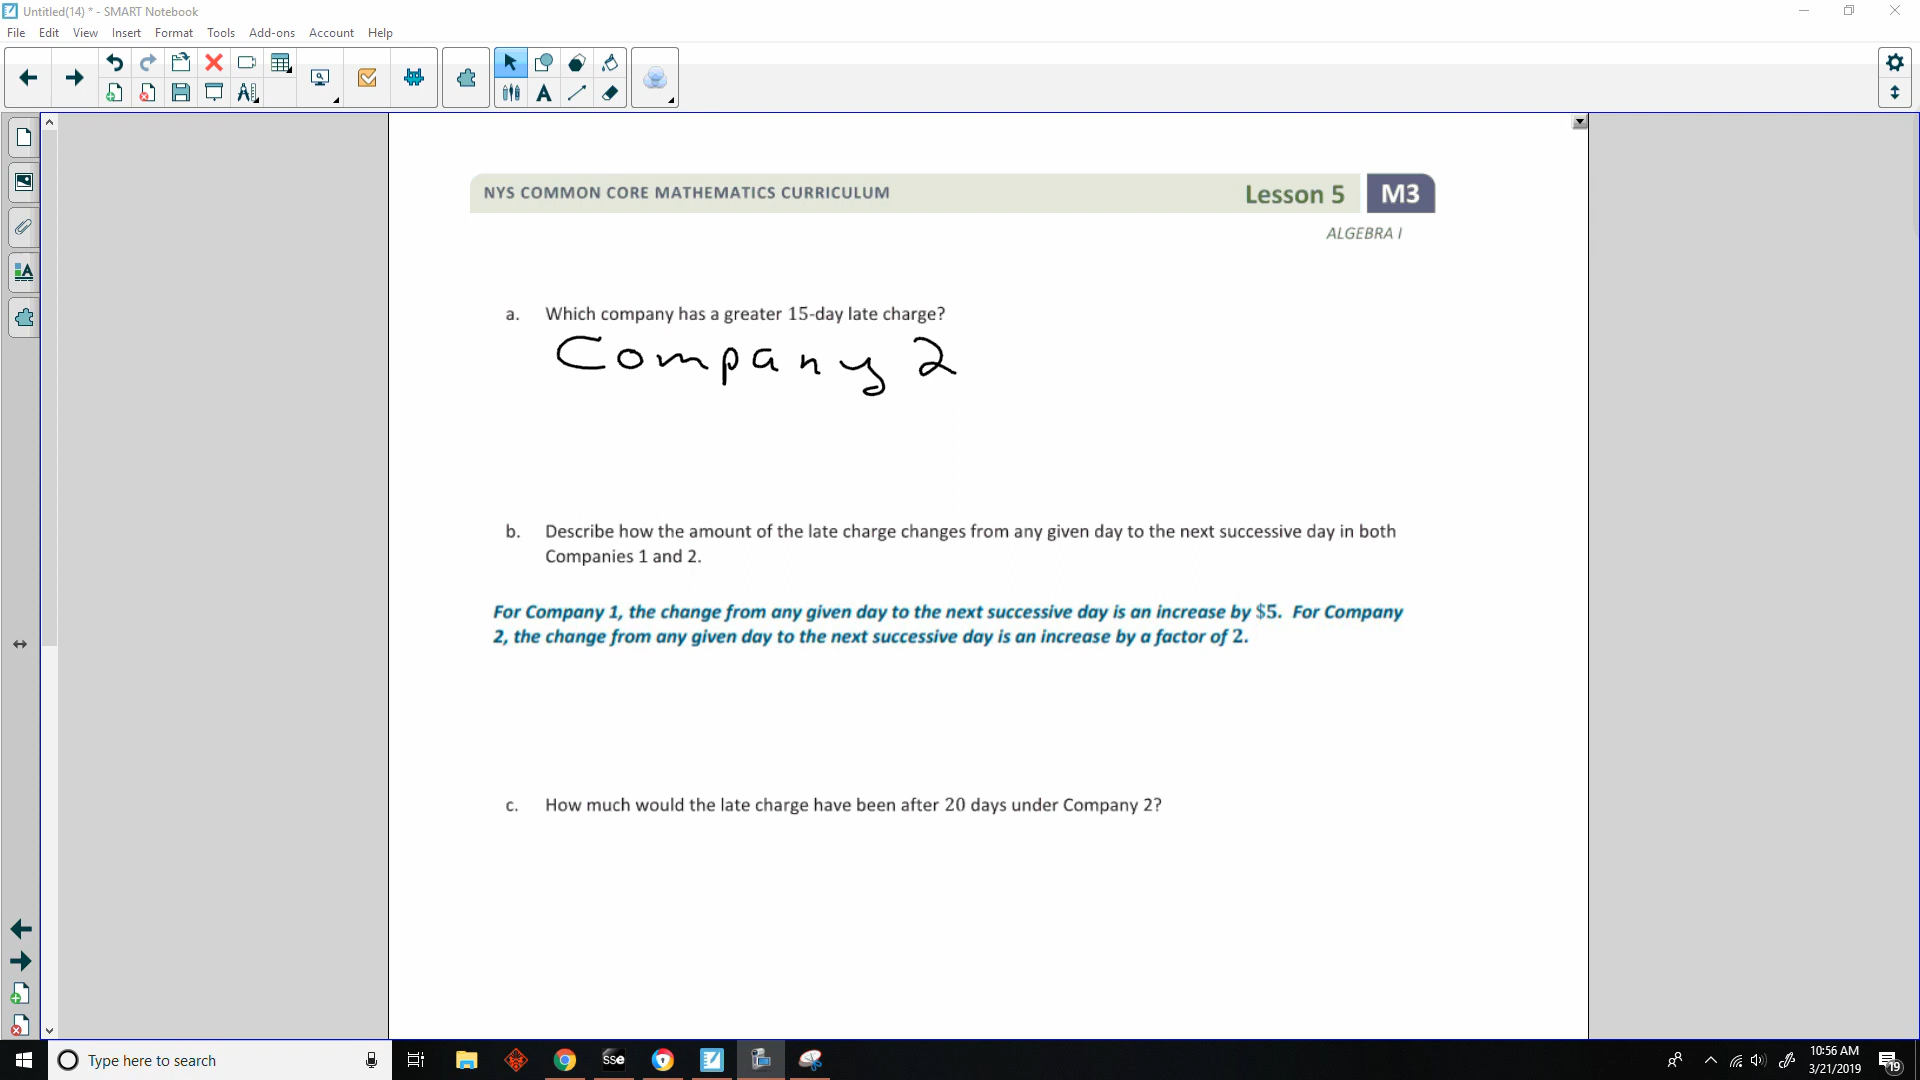 Untitled(14) * - SMART Notebook
File Edit View Insert Format Tools Add-ons Account Help
NYS COMMON CORE MATHEMATICS CURRICULUM Lesson 5 M3
ALGEBRA I
a. Which company has a greater 15-day late charge?
Company 2
b. Describe how the amount of the late charge changes from any given day to the next successive day in both
Companies 1 and 2.
For Company 1, the change from any given day to the next successive day is an increase by $5. For Company
2, the change from any given day to the next successive day is an increase by a factor of 2.
c. How much would the late charge have been after 20 days under Company 2?
Type here to search
SSe
10:56 AM
3/21/2019
19